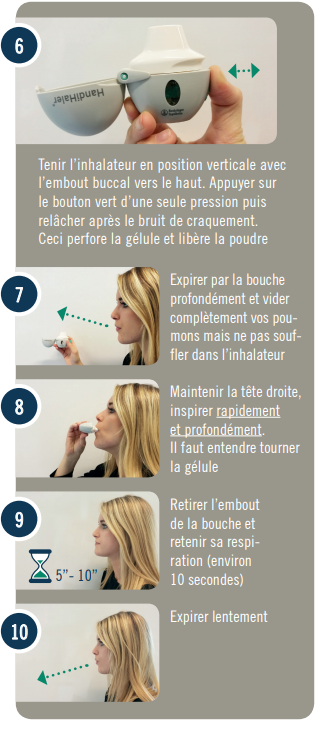 6
HandiHaler
Tenir l'inhalateur en position verticale avec
l'embout buccal vers le haut. Appuyer sur
le bouton vert d'une seule pression puis
relâcher après le bruit de craquement.
Ceci perfore la gélule et libère la poudre
7
Expirer par la bouche
profondément et vider
complètement vos pou-
mons mais ne pas souf-
fler dans l'inhalateur
8
Maintenir la tête droite,
inspirer rapidement
et profondément.
Il faut entendre tourner
la gélule
9
5”- 10”
Retirer l'embout
de la bouche et
retenir sa respi-
ration (environ
10 secondes)
10
Expirer lentement